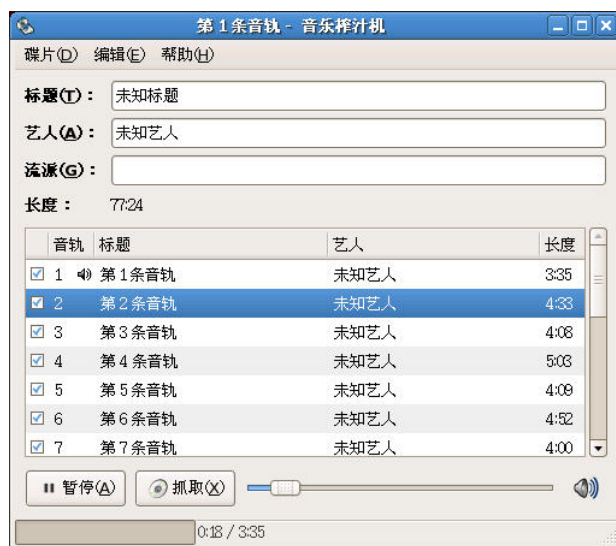 第 1 条音轨 - 音乐榨汁机
碟片(D) 编辑(E) 帮助(H)
标题(T)： 未知标题
艺人(A)： 未知艺人
流派(G)：
长度： 77:24
音轨 标题 艺人 长度
1 第 1 条音轨 未知艺人 3:35
2 第 2 条音轨 未知艺人 4:33
3 第 3 条音轨 未知艺人 4:08
4 第 4 条音轨 未知艺人 5:03
5 第 5 条音轨 未知艺人 4:09
6 第 6 条音轨 未知艺人 4:52
7 第 7 条音轨 未知艺人 4:00
暂停(A) 抓取(X)
0:18 / 3:35